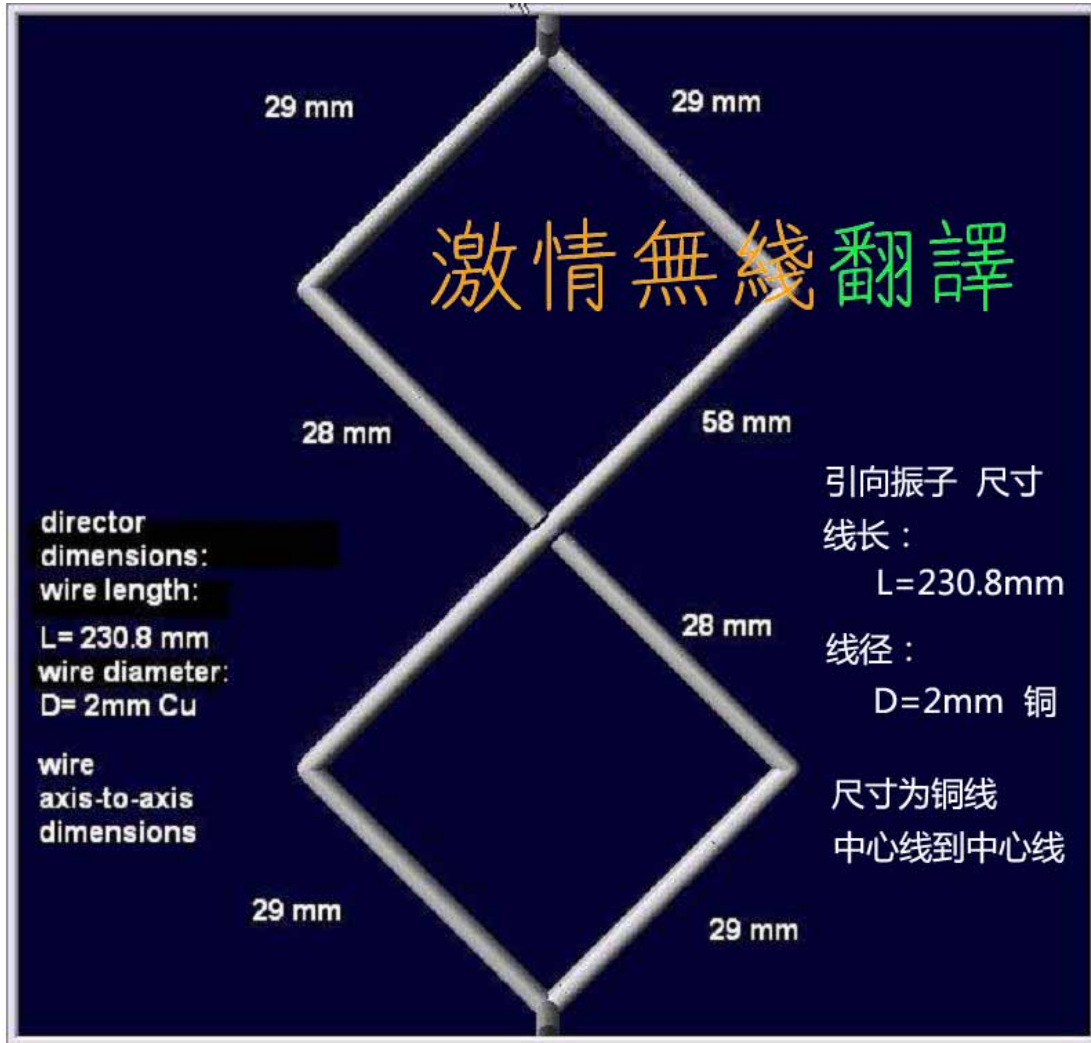 29 mm
29 mm
激情無綫翻譯
28 mm
58 mm
director
dimensions:
wire length:
L= 230.8 mm
wire diameter:
D= 2mm Cu
wire
axis-to-axis
dimensions
引向振子 尺寸
线长：
L=230.8mm
线径：
D=2mm 铜
尺寸为铜线
中心线到中心线
28 mm
29 mm
29 mm